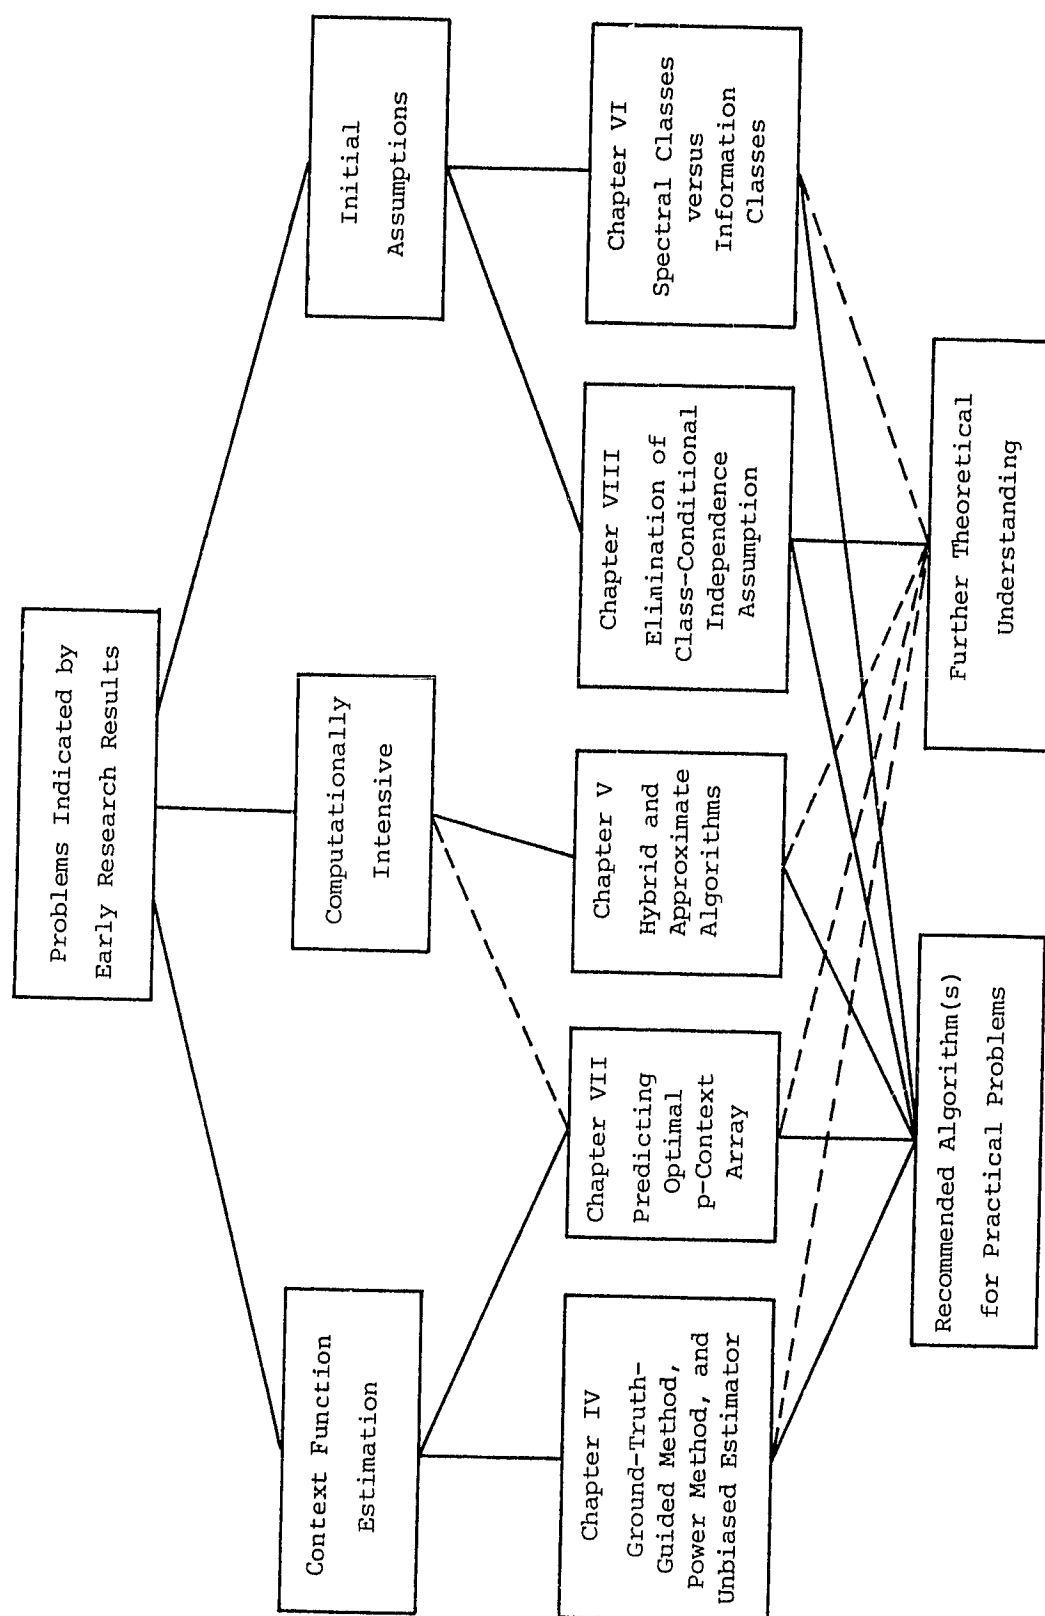 Problems Indicated by
Early Research Results
Context Function
Estimation
Computationally
Intensive
Initial
Assumptions
Chapter IV
Ground-Truth-
Guided Method,
Power Method, and
Unbiased Estimator
Chapter VII
Predicting
Optimal
p-Context
Array
Chapter V
Hybrid and
Approximate
Algorithms
Chapter VIII
Elimination of
Class-Conditional
Independence
Assumption
Chapter VI
Spectral Classes
versus
Information
Classes
Recommended Algorithm(s)
for Practical Problems
Further Theoretical
Understanding